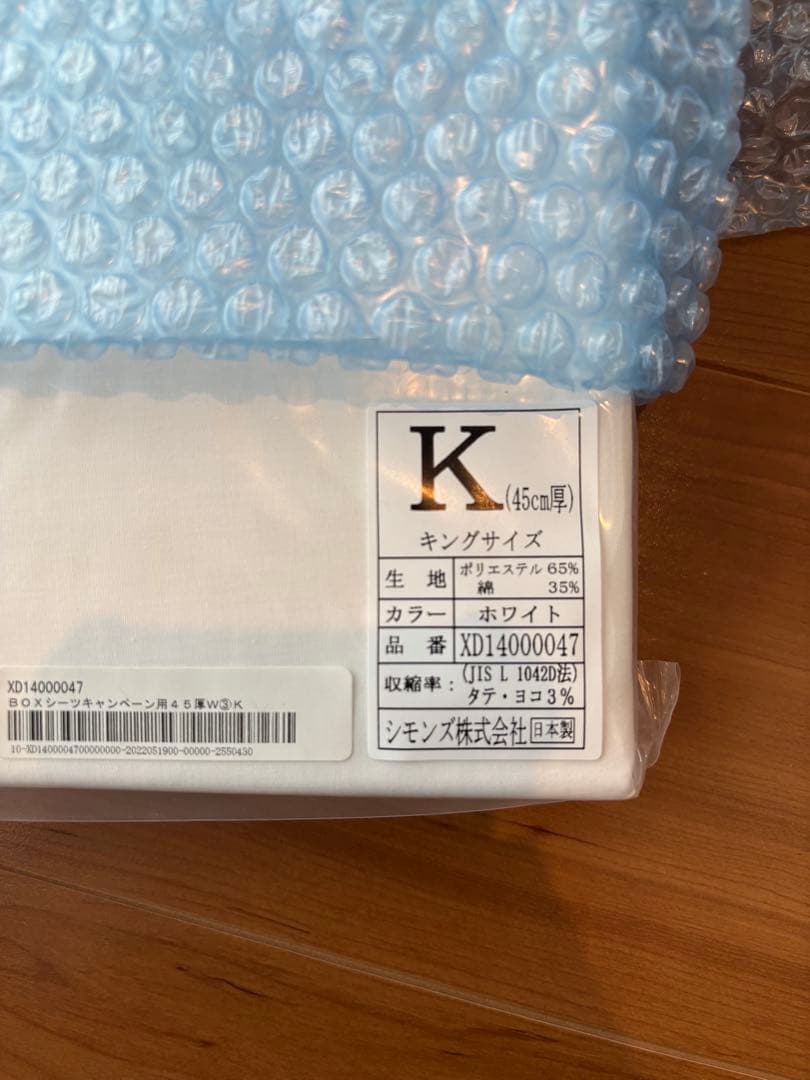 K(45cm厚)
キングサイズ
生 地 ポリエステル 65%
綿 35%
カラー ホワイト
品 番 XD14000047
収縮率: (JIS L 1042D法)
タテ・ヨコ3%
シモンズ株式会社 日本製
XD14000047
BOXシーツキャンペーン用45厚W③K
10-XD1400004700000000-2022051900-00000-2550430